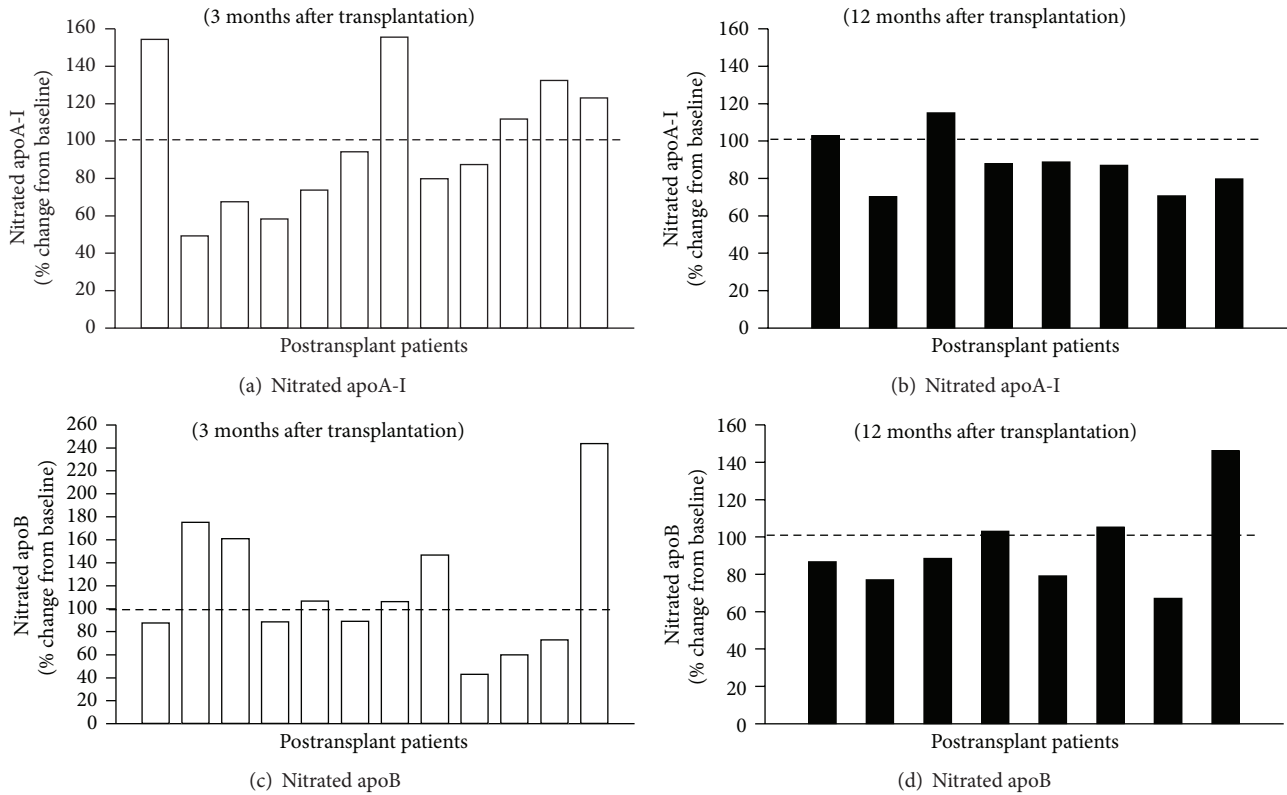 (3 months after transplantation)
160
140
120
100
80
60
40
20
0
Nitrated apoA-I
(% change from baseline)
Postransplant patients
(a) Nitrated apoA-I
(12 months after transplantation)
160
140
120
100
80
60
40
20
0
Nitrated apoA-I
(% change from baseline)
Postransplant patients
(b) Nitrated apoA-I
(3 months after transplantation)
260
240
220
200
180
160
140
120
100
80
60
40
20
0
Nitrated apoB
(% change from baseline)
Postransplant patients
(c) Nitrated apoB
(12 months after transplantation)
160
140
120
100
80
60
40
20
0
Nitrated apoB
(% change from baseline)
Postransplant patients
(d) Nitrated apoB